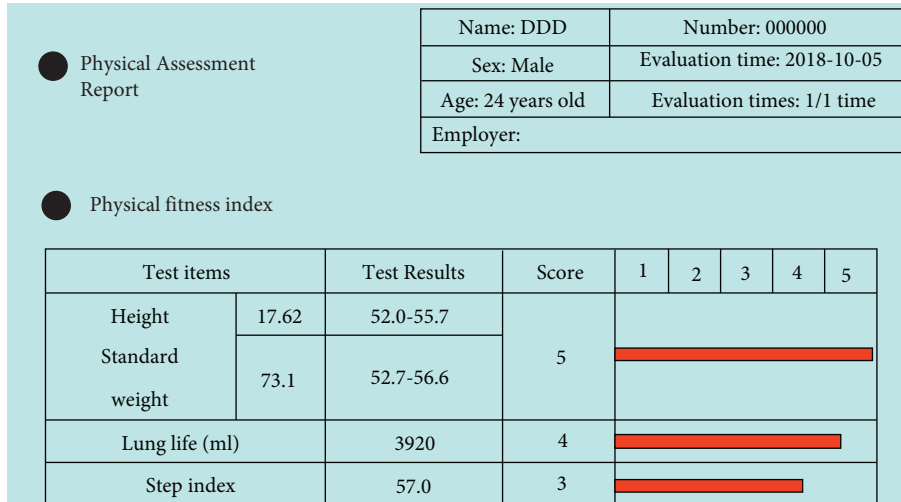 Physical Assessment
Report
Name: DDD Number: 000000
Sex: Male Evaluation time: 2018-10-05
Age: 24 years old Evaluation times: 1/1 time
Employer:
Physical fitness index
Test items Test Results Score 1 2 3 4 5
Height 17.62 52.0-55.7
Standard
weight 73.1 52.7-56.6 5
Lung life (ml) 3920 4
Step index 57.0 3